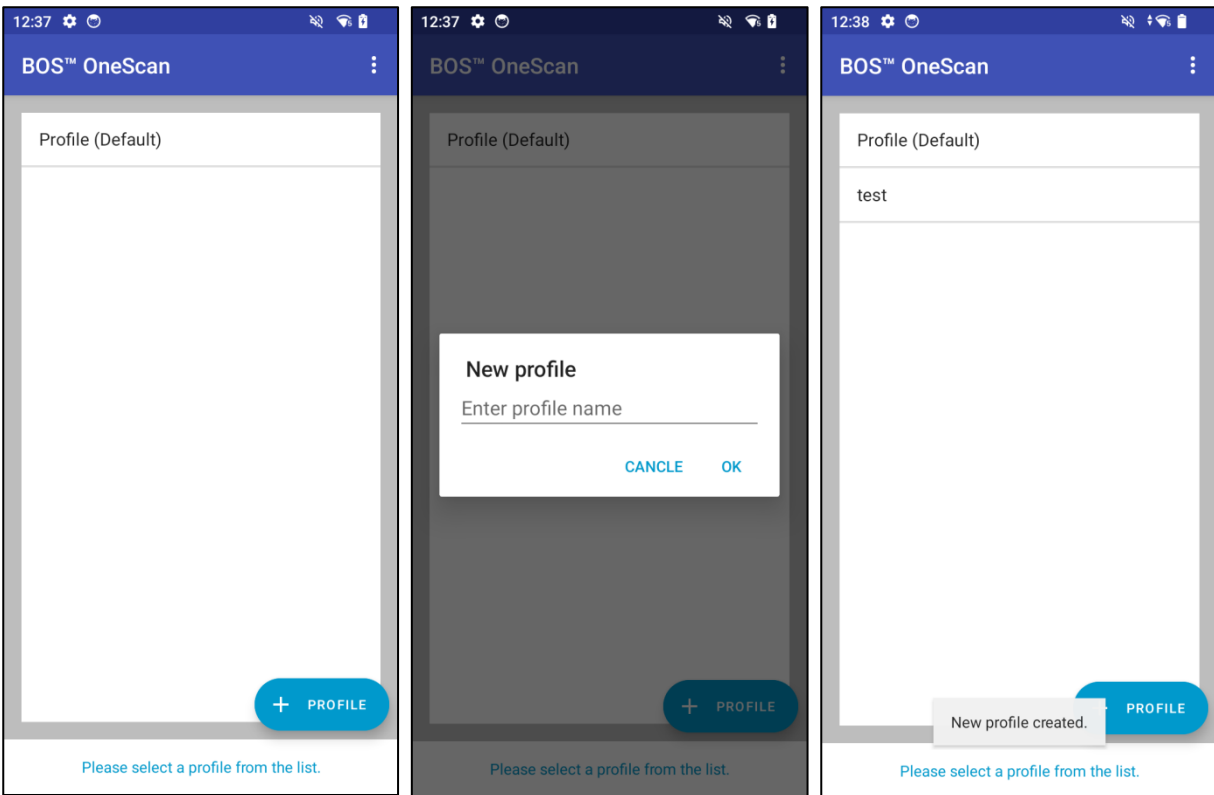 12:37
BOS™ OneScan
Profile (Default)
+ PROFILE
Please select a profile from the list.
12:37
BOS™ OneScan
Profile (Default)
New profile
Enter profile name
CANCLE OK
+ PROFILE
Please select a profile from the list.
12:38
BOS™ OneScan
Profile (Default)
test
PROFILE
New profile created.
Please select a profile from the list.